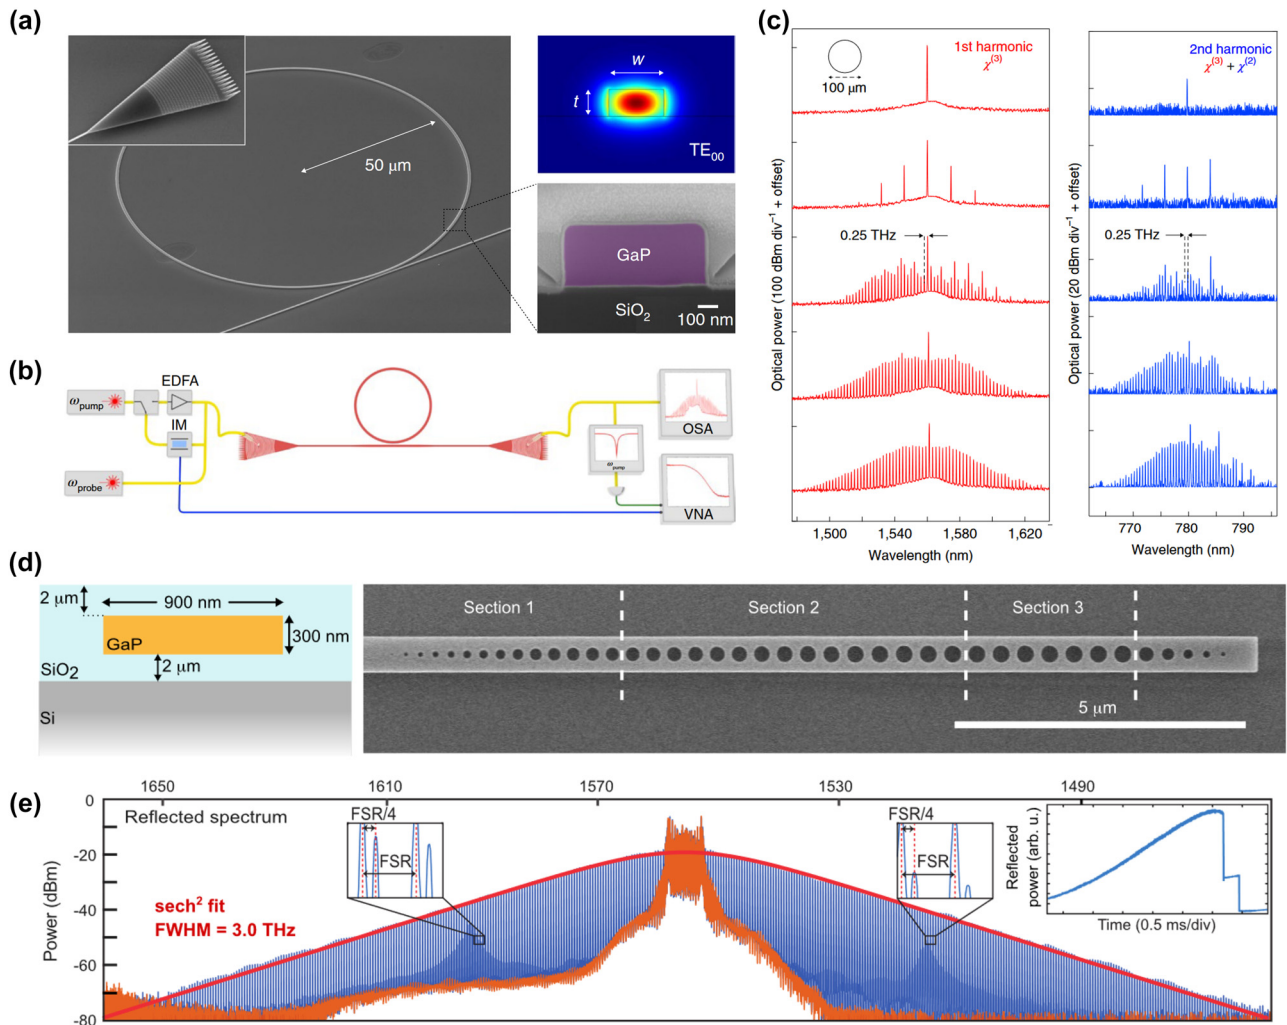 (a)
50 μm
w
t
TE00
GaP
SiO2
100 nm
(b)
ωpump
EDFA
IM
ωprobe
ωpump
OSA
VNA
(c)
1st harmonic
χ(3)
100 μm
0.25 THz
Optical power (100 dBm div−1 + offset)
1,500 1,540 1,580 1,620
Wavelength (nm)
2nd harmonic
χ(3) + χ(2)
0.25 THz
Optical power (20 dBm div−1 + offset)
770 780 790
Wavelength (nm)
(d)
2 μm
900 nm
GaP
300 nm
SiO2
2 μm
Si
Section 1 Section 2 Section 3
5 μm
(e)
1650 1610 1570 1530 1490
0
-20
-40
-60
-80
Power (dBm)
Reflected spectrum
FSR/4
FSR
sech2 fit
FWHM = 3.0 THz
FSR/4
FSR
Reflected
power (arb. u.)
Time (0.5 ms/div)